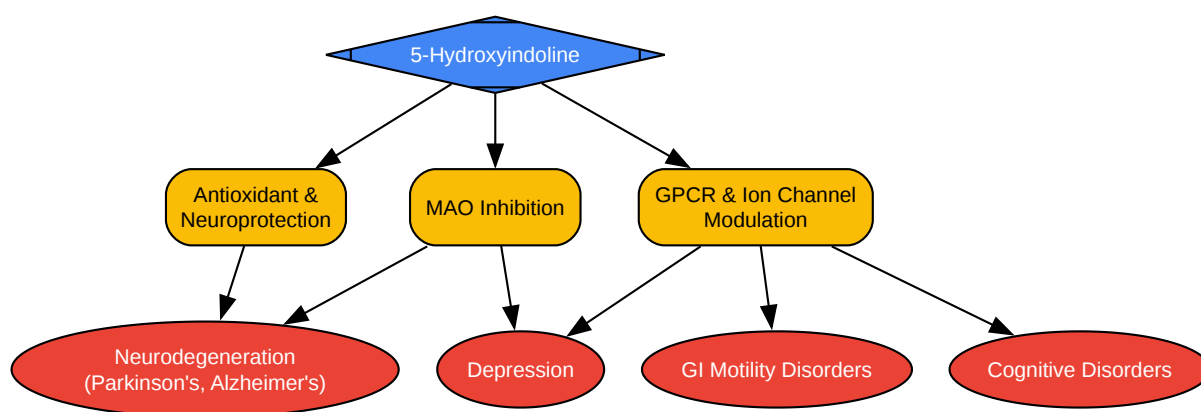 5-Hydroxyindoline
Antioxidant &
Neuroprotection
MAO Inhibition
GPCR & Ion Channel
Modulation
Neurodegeneration
(Parkinson's, Alzheimer's)
Depression
GI Motility Disorders
Cognitive Disorders